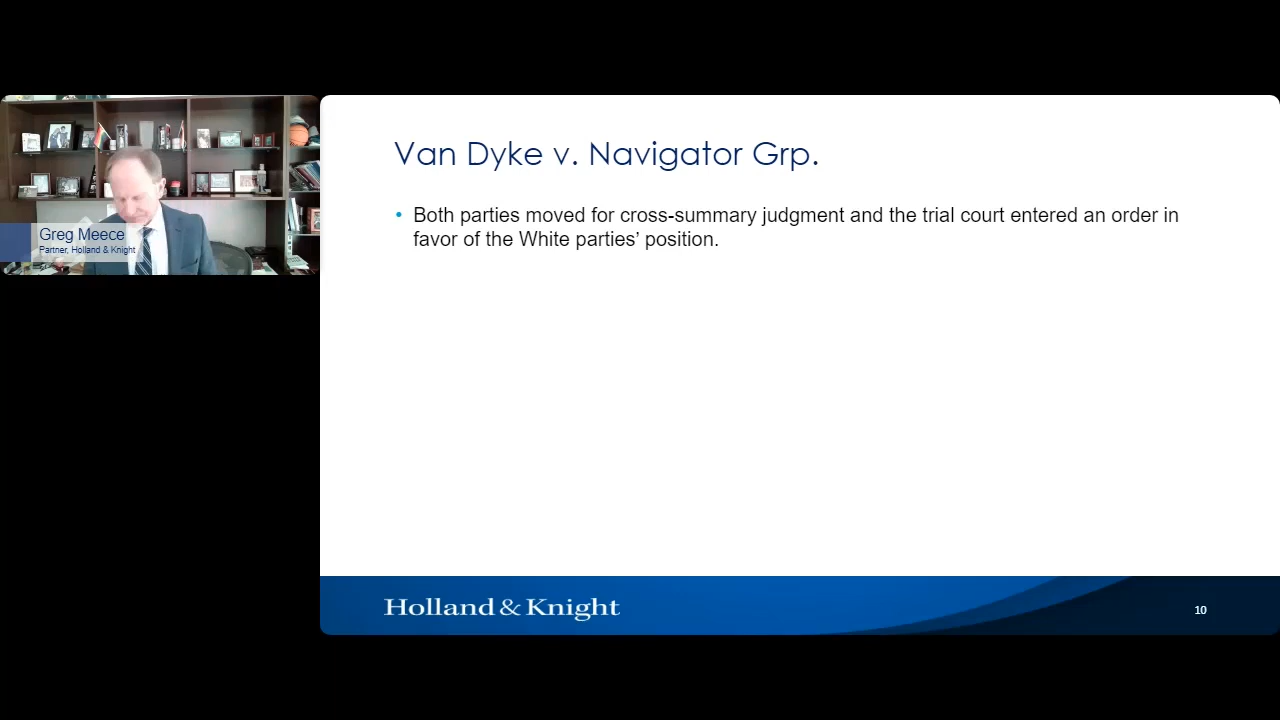 Greg Meece
Partner, Holland & Knight
Van Dyke v. Navigator Grp.
• Both parties moved for cross-summary judgment and the trial court entered an order in
favor of the White parties’ position.
Holland & Knight
10